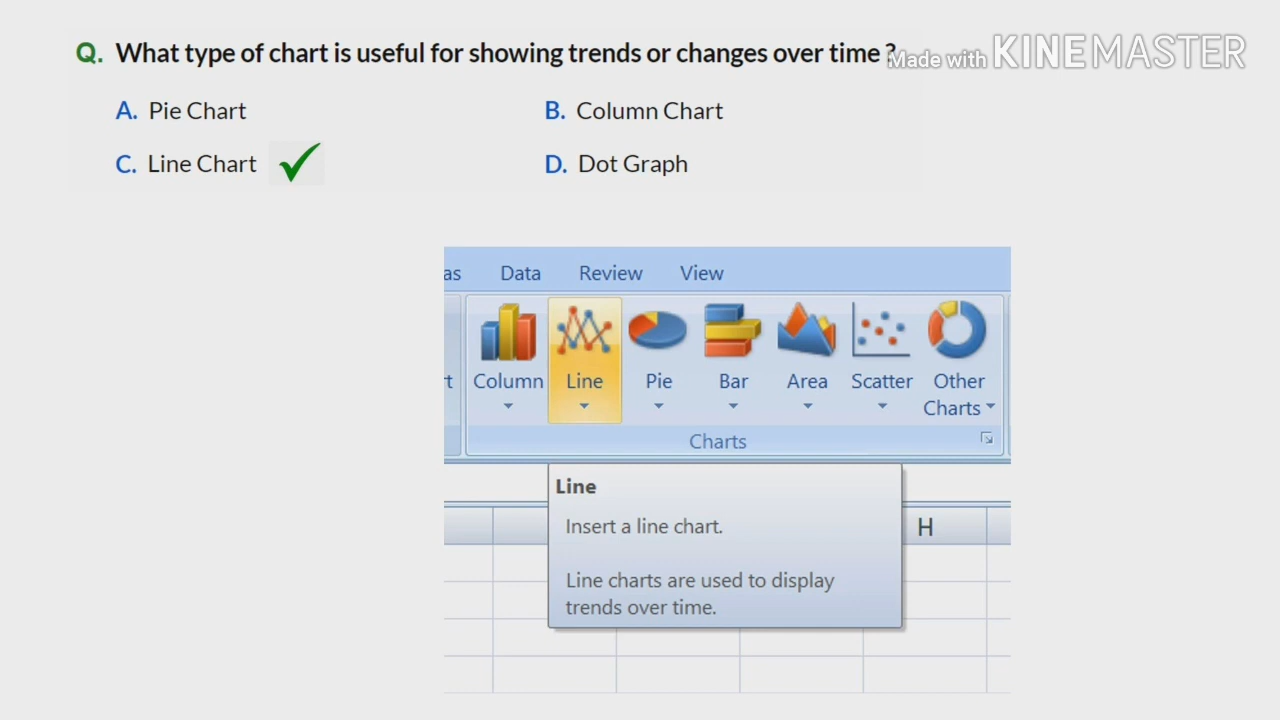 Q. What type of chart is useful for showing trends or changes over time ?
Made with KINEMASTER
A. Pie Chart
B. Column Chart
C. Line Chart
D. Dot Graph
as Data Review View
t Column Line Pie Bar Area Scatter Other Charts
Charts
Line
Insert a line chart.
H
Line charts are used to display
trends over time.